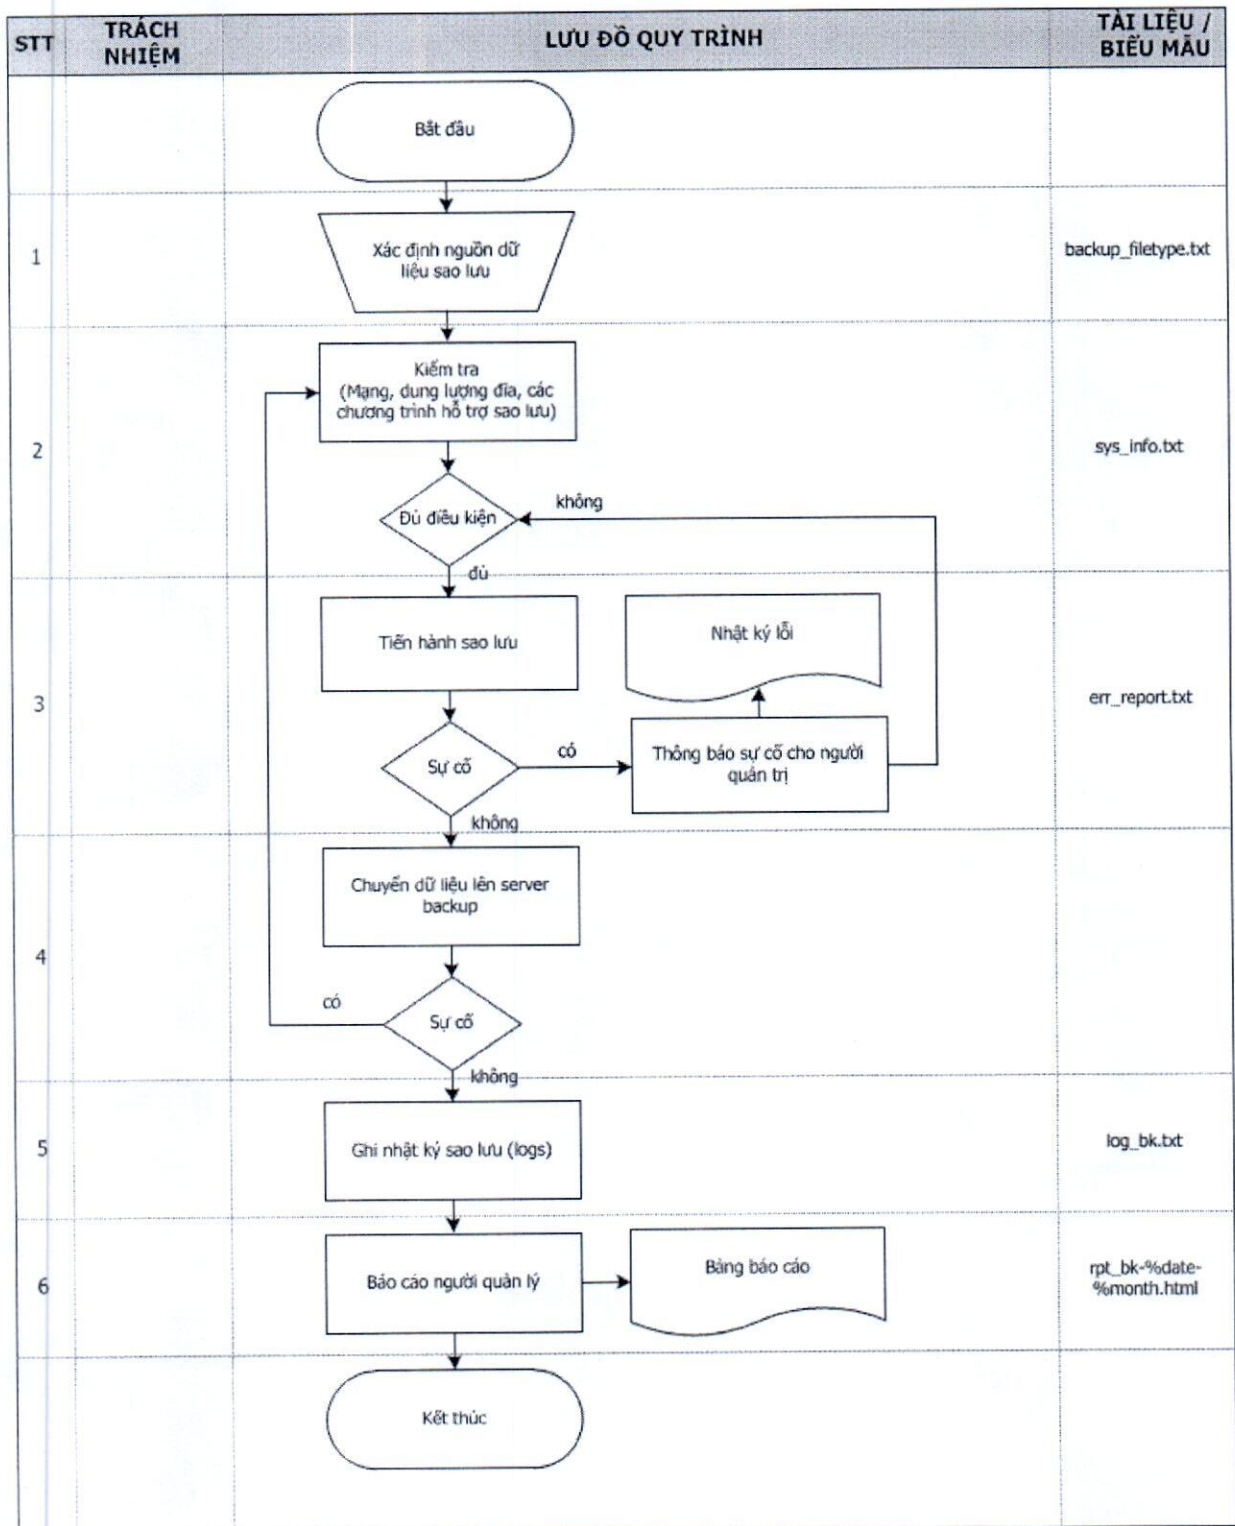 STT
TRÁCH
NHIỆM
LƯU ĐỒ QUY TRÌNH
TÀI LIỆU /
BIỂU MẪU
Bắt đầu
1
Xác định nguồn dữ
liệu sao lưu
backup_filetype.txt
2
Kiểm tra
(Mạng, dung lượng đĩa, các
chương trình hỗ trợ sao lưu)
sys_info.txt
Đủ điều kiện
không
đủ
3
Tiến hành sao lưu
Nhật ký lỗi
err_report.txt
Sự cố
có
Thông báo sự cố cho người
quản trị
không
4
Chuyển dữ liệu lên server
backup
có
Sự cố
không
5
Ghi nhật ký sao lưu (logs)
log_bk.txt
6
Báo cáo người quản lý
Bảng báo cáo
rpt_bk-%date-
%month.html
Kết thúc